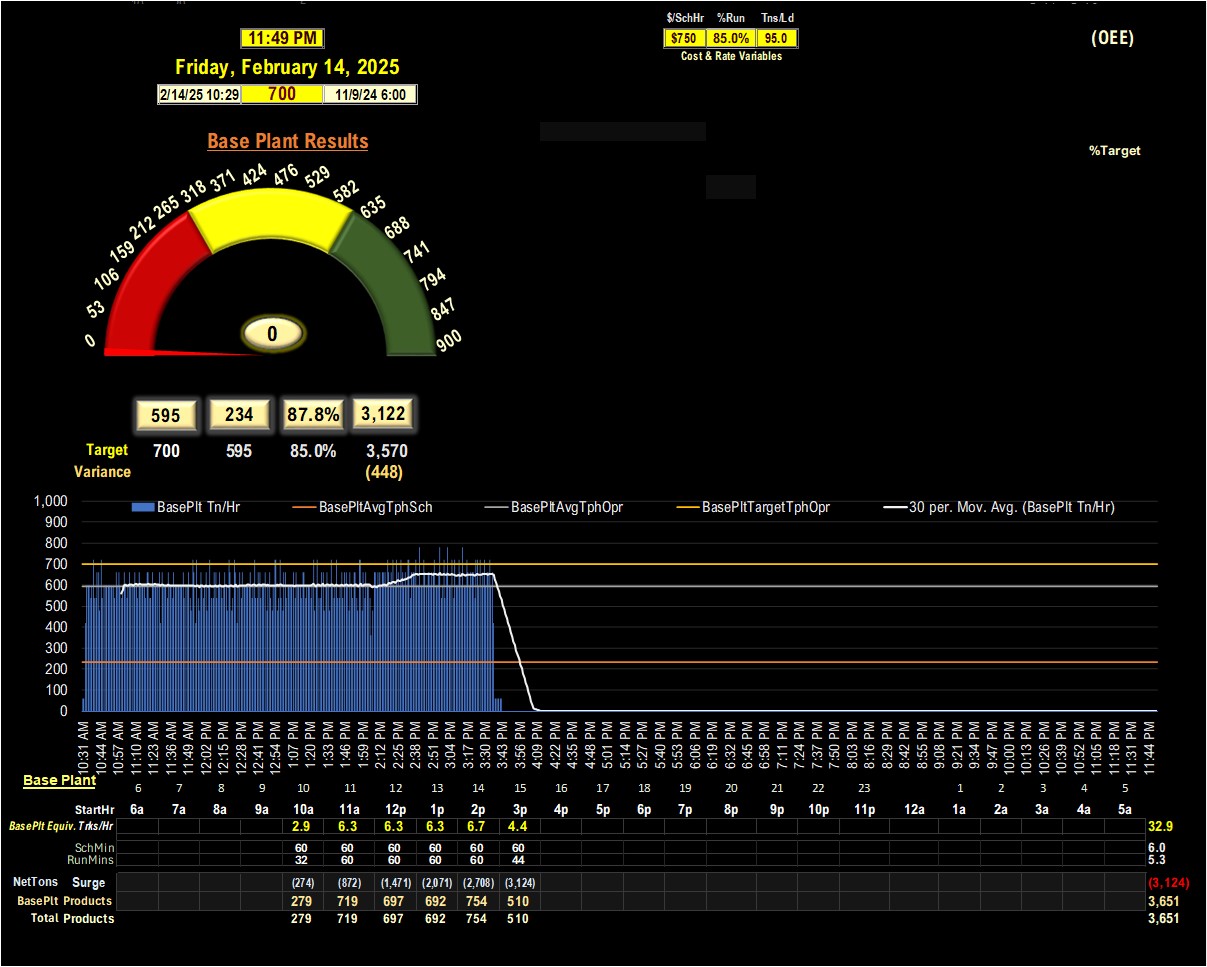 $/SchHr %Run Tns/Ld
11:49 PM $750 85.0% 95.0 (OEE)
Cost & Rate Variables
Friday, February 14, 2025
2/14/25 10:29 700 11/9/24 6:00
Base Plant Results
%Target
0 53 106 159 212 265 318 371 424 476 529 582 635 688 741 794 847 900
0
595 234 87.8% 3,122
Target 700 595 85.0% 3,570
Variance (448)
BasePlt Tn/Hr BasePltAvgTphSch BasePltAvgTphOpr BasePltTargetTphOpr 30 per. Mov. Avg. (BasePlt Tn/Hr)
1,000
900
800
700
600
500
400
300
200
100
0
10:31 AM 10:44 AM 10:57 AM 11:10 AM 11:23 AM 11:36 AM 11:49 AM 12:02 PM 12:15 PM 12:28 PM 12:41 PM 12:54 PM 1:07 PM 1:20 PM 1:33 PM 1:46 PM 1:59 PM 2:12 PM 2:25 PM 2:38 PM 2:51 PM 3:04 PM 3:17 PM 3:30 PM 3:43 PM 3:56 PM 4:09 PM 4:22 PM 4:35 PM 4:48 PM 5:01 PM 5:14 PM 5:27 PM 5:40 PM 5:53 PM 6:06 PM 6:19 PM 6:32 PM 6:45 PM 6:58 PM 7:11 PM 7:24 PM 7:37 PM 7:50 PM 8:03 PM 8:16 PM 8:29 PM 8:42 PM 8:55 PM 9:08 PM 9:21 PM 9:34 PM 9:47 PM 10:00 PM 10:13 PM 10:26 PM 10:39 PM 10:52 PM 11:05 PM 11:18 PM 11:31 PM 11:44 PM
Base Plant
6 7 8 9 10 11 12 13 14 15 16 17 18 19 20 21 22 23 1 2 3 4 5
StartHr 6a 7a 8a 9a 10a 11a 12p 1p 2p 3p 4p 5p 6p 7p 8p 9p 10p 11p 12a 1a 2a 3a 4a 5a
BasePlt Equiv. Trks/Hr 2.9 6.3 6.3 6.3 6.7 4.4 32.9
SchMin 60 60 60 60 60 60 6.0
RunMins 32 60 60 60 60 44 5.3
NetTons Surge (274) (872) (1,471) (2,071) (2,708) (3,124) (3,124)
BasePlt Products 279 719 697 692 754 510 3,651
Total Products 279 719 697 692 754 510 3,651